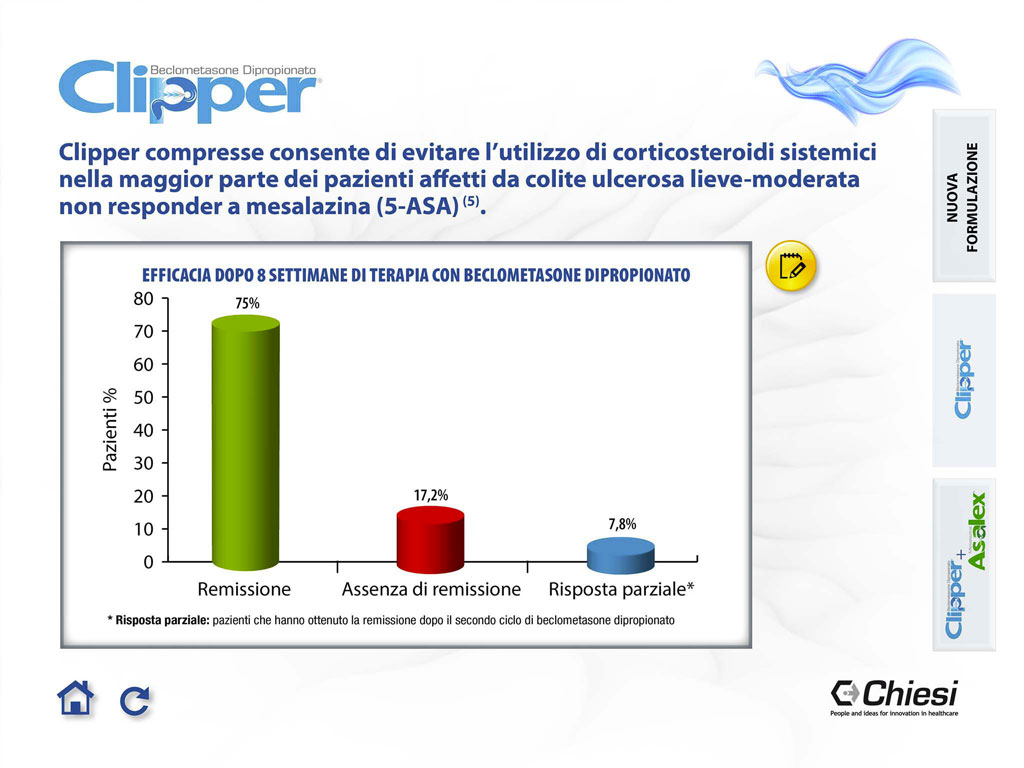 Beclometasone Dipropionato
Clipper®
Clipper compresse consente di evitare l’utilizzo di corticosteroidi sistemici
nella maggior parte dei pazienti affetti da colite ulcerosa lieve-moderata
non responder a mesalazina (5-ASA) (5).
EFFICACIA DOPO 8 SETTIMANE DI TERAPIA CON BECLOMETASONE DIPROPIONATO
Pazienti %
80
70
60
50
40
30
20
10
0
75%
17,2%
7,8%
Remissione
Assenza di remissione
Risposta parziale*
* Risposta parziale: pazienti che hanno ottenuto la remissione dopo il secondo ciclo di beclometasone dipropionato
NUOVA
FORMULAZIONE
Clipper
Clipper +
Asalex
Chiesi
People and ideas for innovation in healthcare